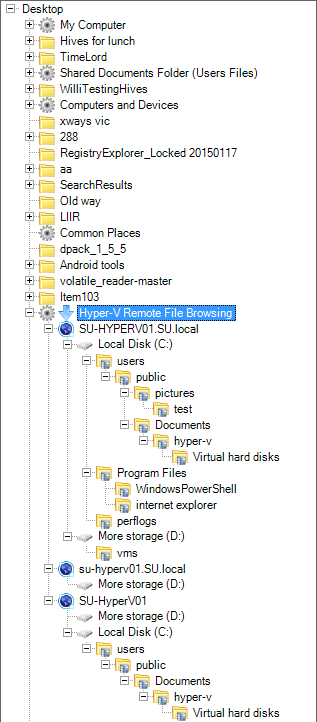 Desktop
My Computer
Hives for lunch
TimeLord
Shared Documents Folder (Users Files)
WilliTestingHives
Computers and Devices
xways vic
288
RegistryExplorer_Locked 20150117
aa
SearchResults
Old way
LIIR
Common Places
dpack_1_5_5
Android tools
volatile_reader-master
Item103
Hyper-V Remote File Browsing
SU-HYPERV01.SU.local
Local Disk (C:)
users
public
pictures
test
Documents
hyper-v
Virtual hard disks
Program Files
WindowsPowerShell
internet explorer
perflogs
More storage (D:)
vms
su-hyperv01.SU.local
More storage (D:)
SU-HyperV01
More storage (D:)
Local Disk (C:)
users
public
Documents
hyper-v
Virtual hard disks